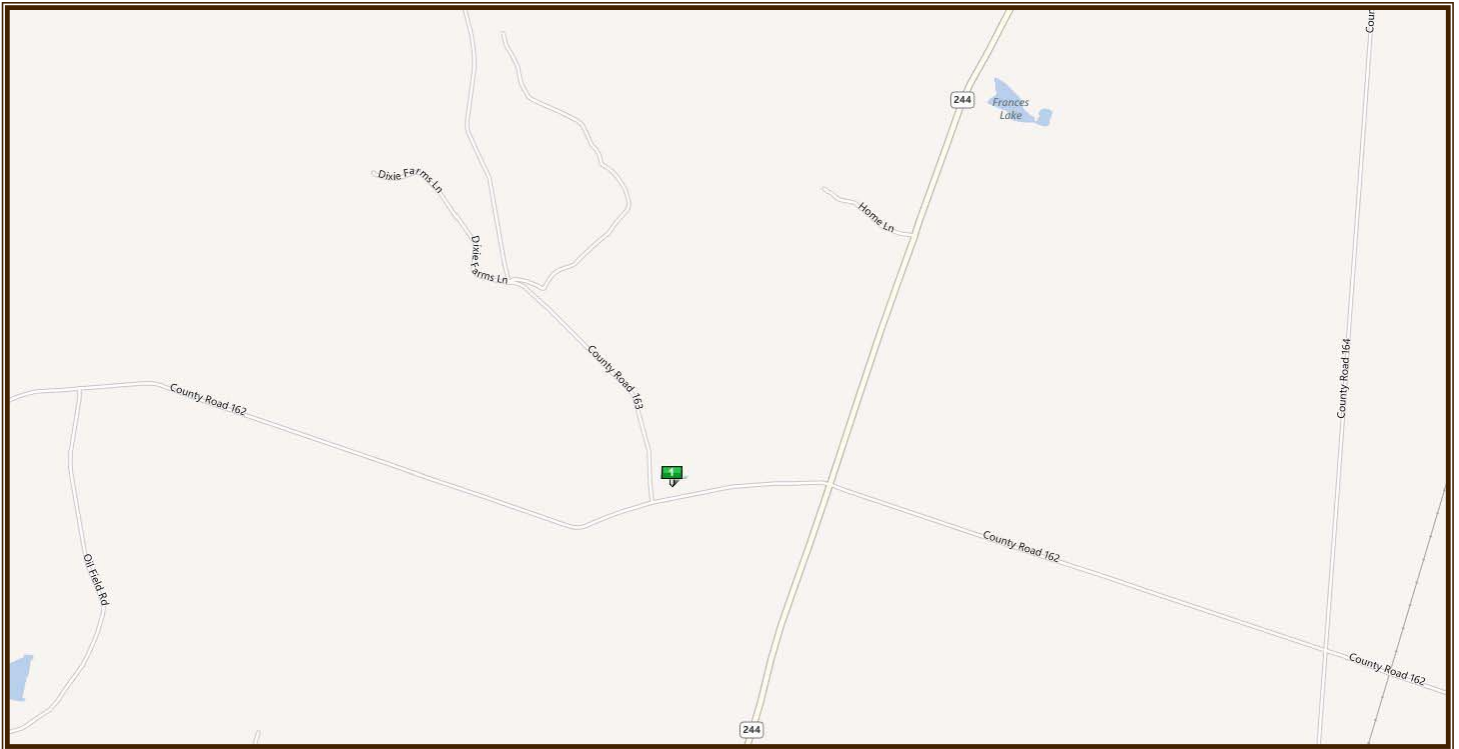 Coun
244
Frances
Lake
Dixie Farms Ln
Home Ln
Dixie Farms Ln
County Road 163
County Road 164
County Road 162
1
County Road 162
Oil Field Rd
County Road 162
244